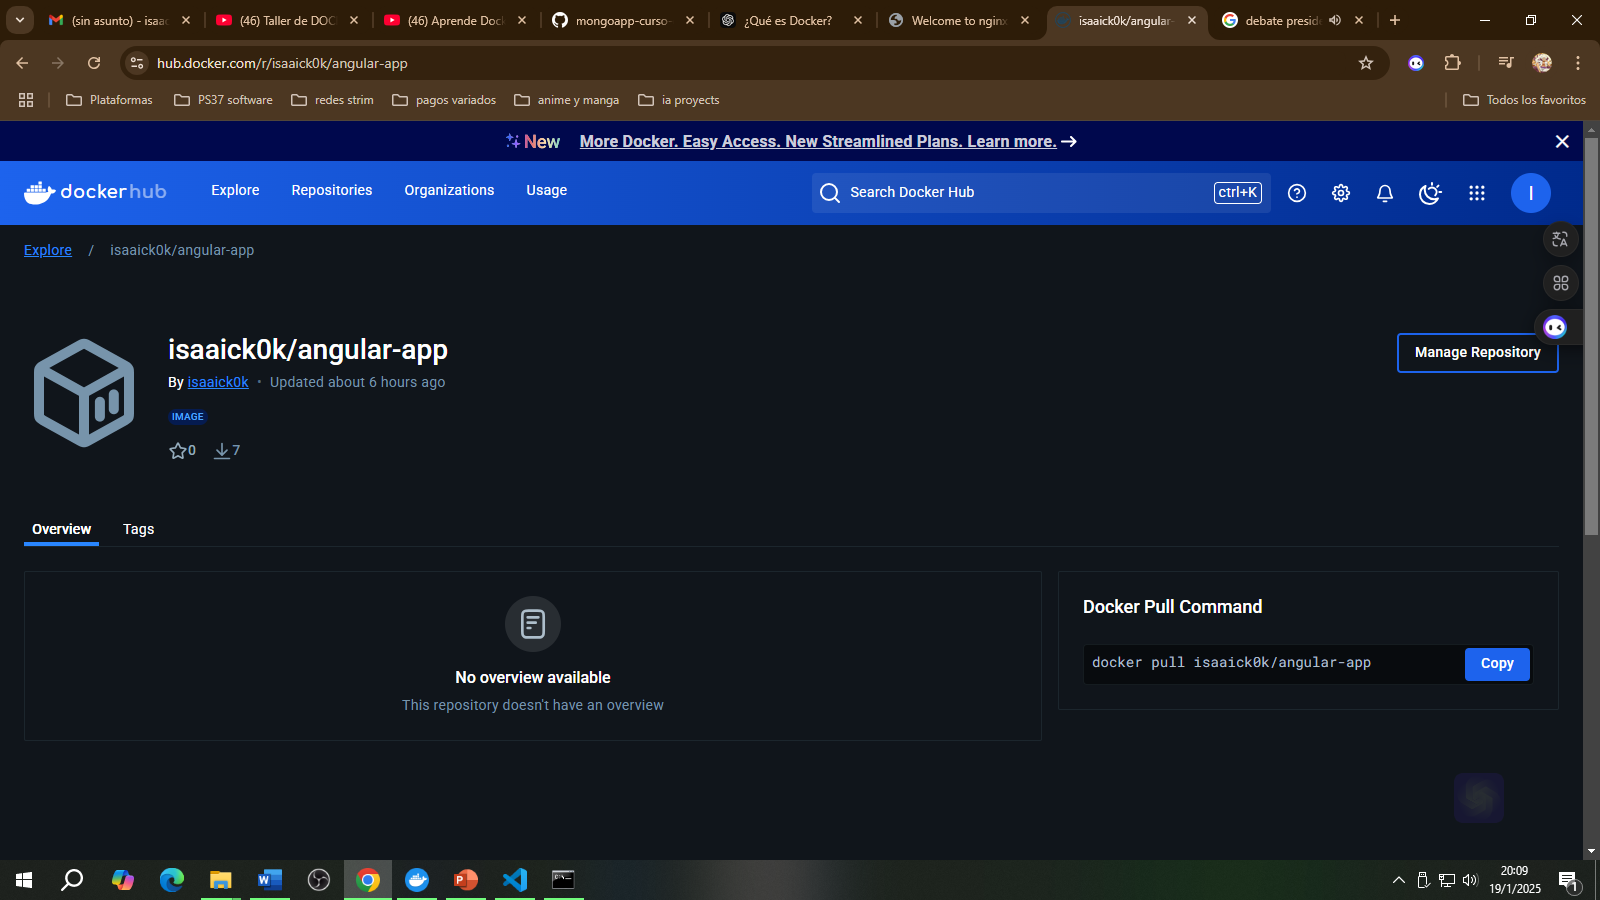 (sin asunto) - isaa
(46) Taller de DOC
(46) Aprende Dock
mongoapp-curso-
¿Qué es Docker?
Welcome to nginx
isaaick0k/angular-
debate presid
hub.docker.com/r/isaaick0k/angular-app
Plataformas
PS37 software
redes strim
pagos variados
anime y manga
ia proyects
Todos los favoritos
New
More Docker. Easy Access. New Streamlined Plans. Learn more.
dockerhub
Explore
Repositories
Organizations
Usage
Search Docker Hub
ctrl+K
I
Explore / isaaick0k/angular-app
isaaick0k/angular-app
Manage Repository
By isaaick0k · Updated about 6 hours ago
IMAGE
0
7
Overview
Tags
No overview available
This repository doesn't have an overview
Docker Pull Command
docker pull isaaick0k/angular-app
Copy
20:09
19/1/2025
1